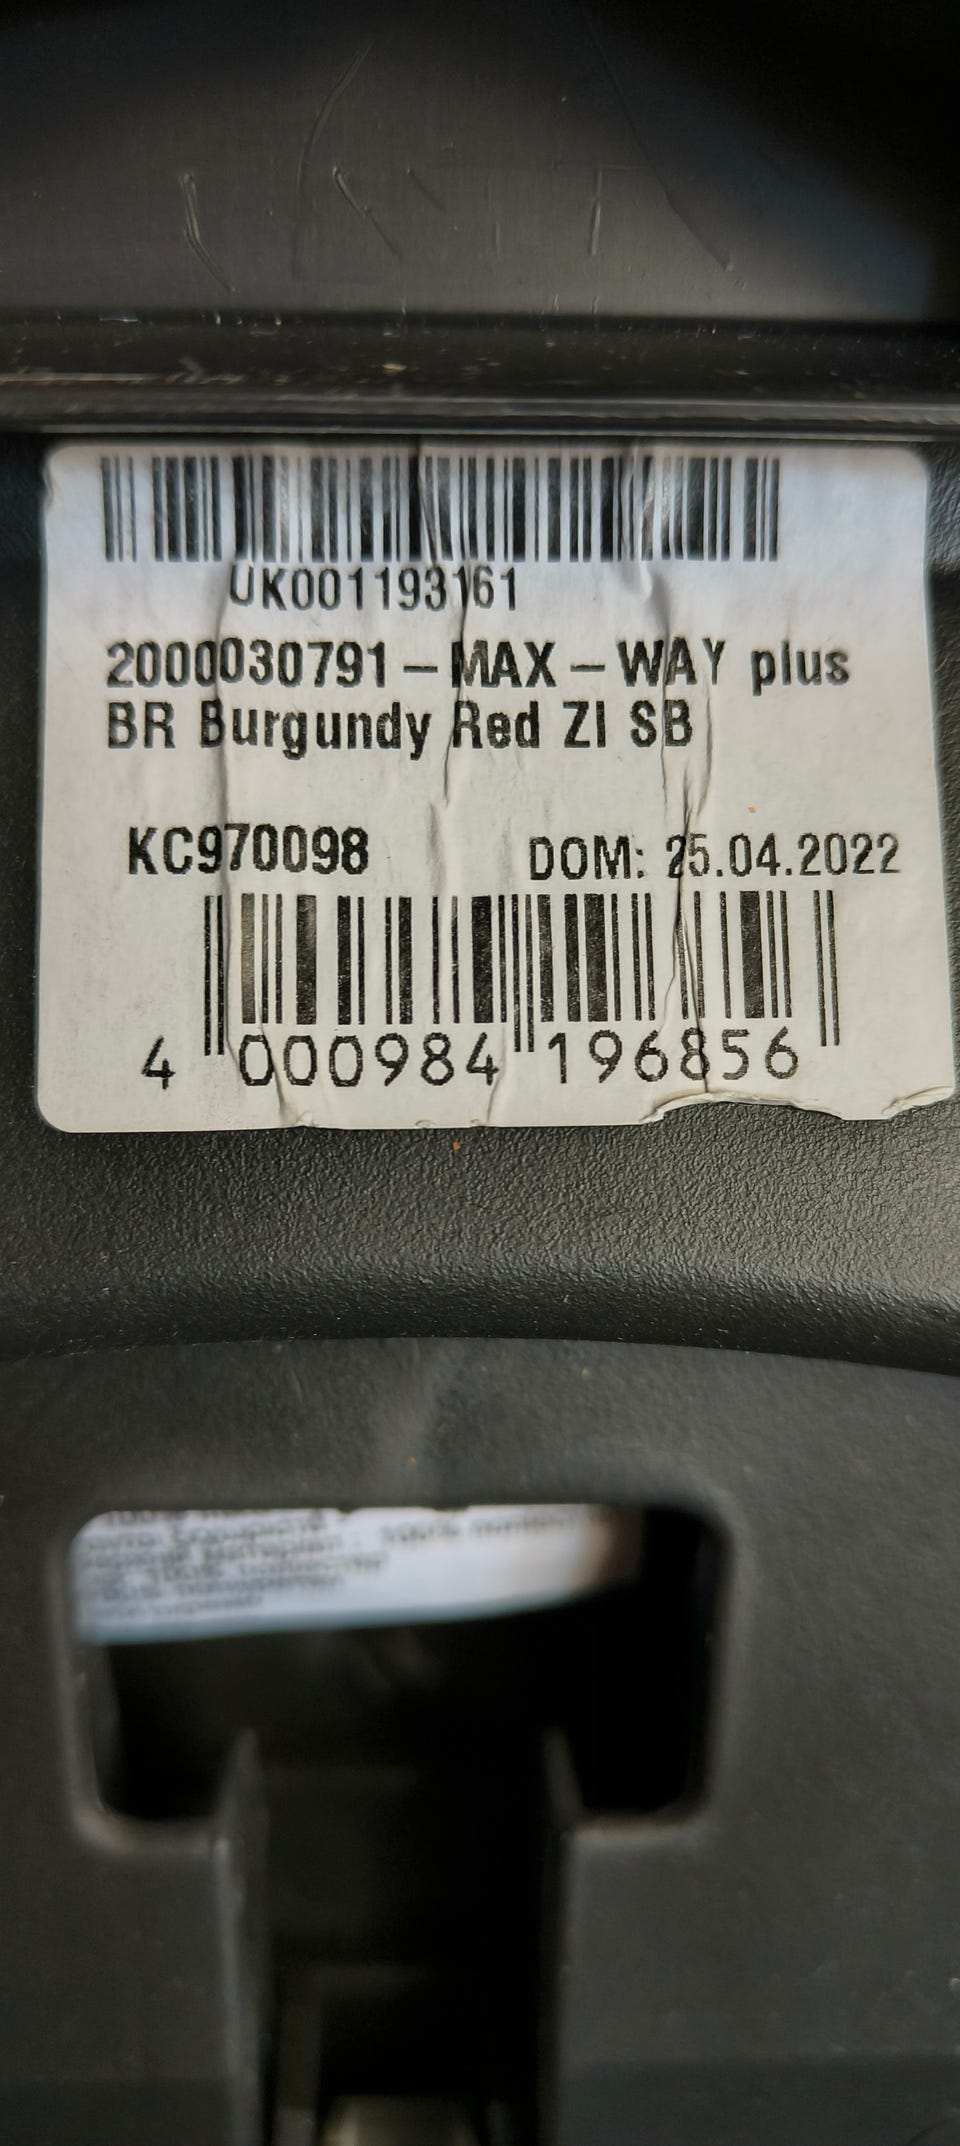 UK001193161
2000030791 – MAX – WAY plus
BR Burgundy Red ZI SB
KC970098 DOM: 25.04.2022
4 000984 196856